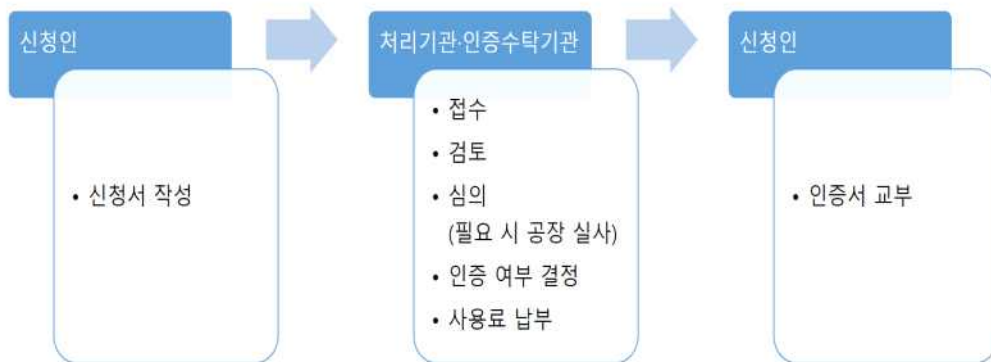 신청인
• 신청서 작성
처리기관·인증수탁기관
• 접수
• 검토
• 심의
(필요 시 공장 실사)
• 인증 여부 결정
• 사용료 납부
신청인
• 인증서 교부